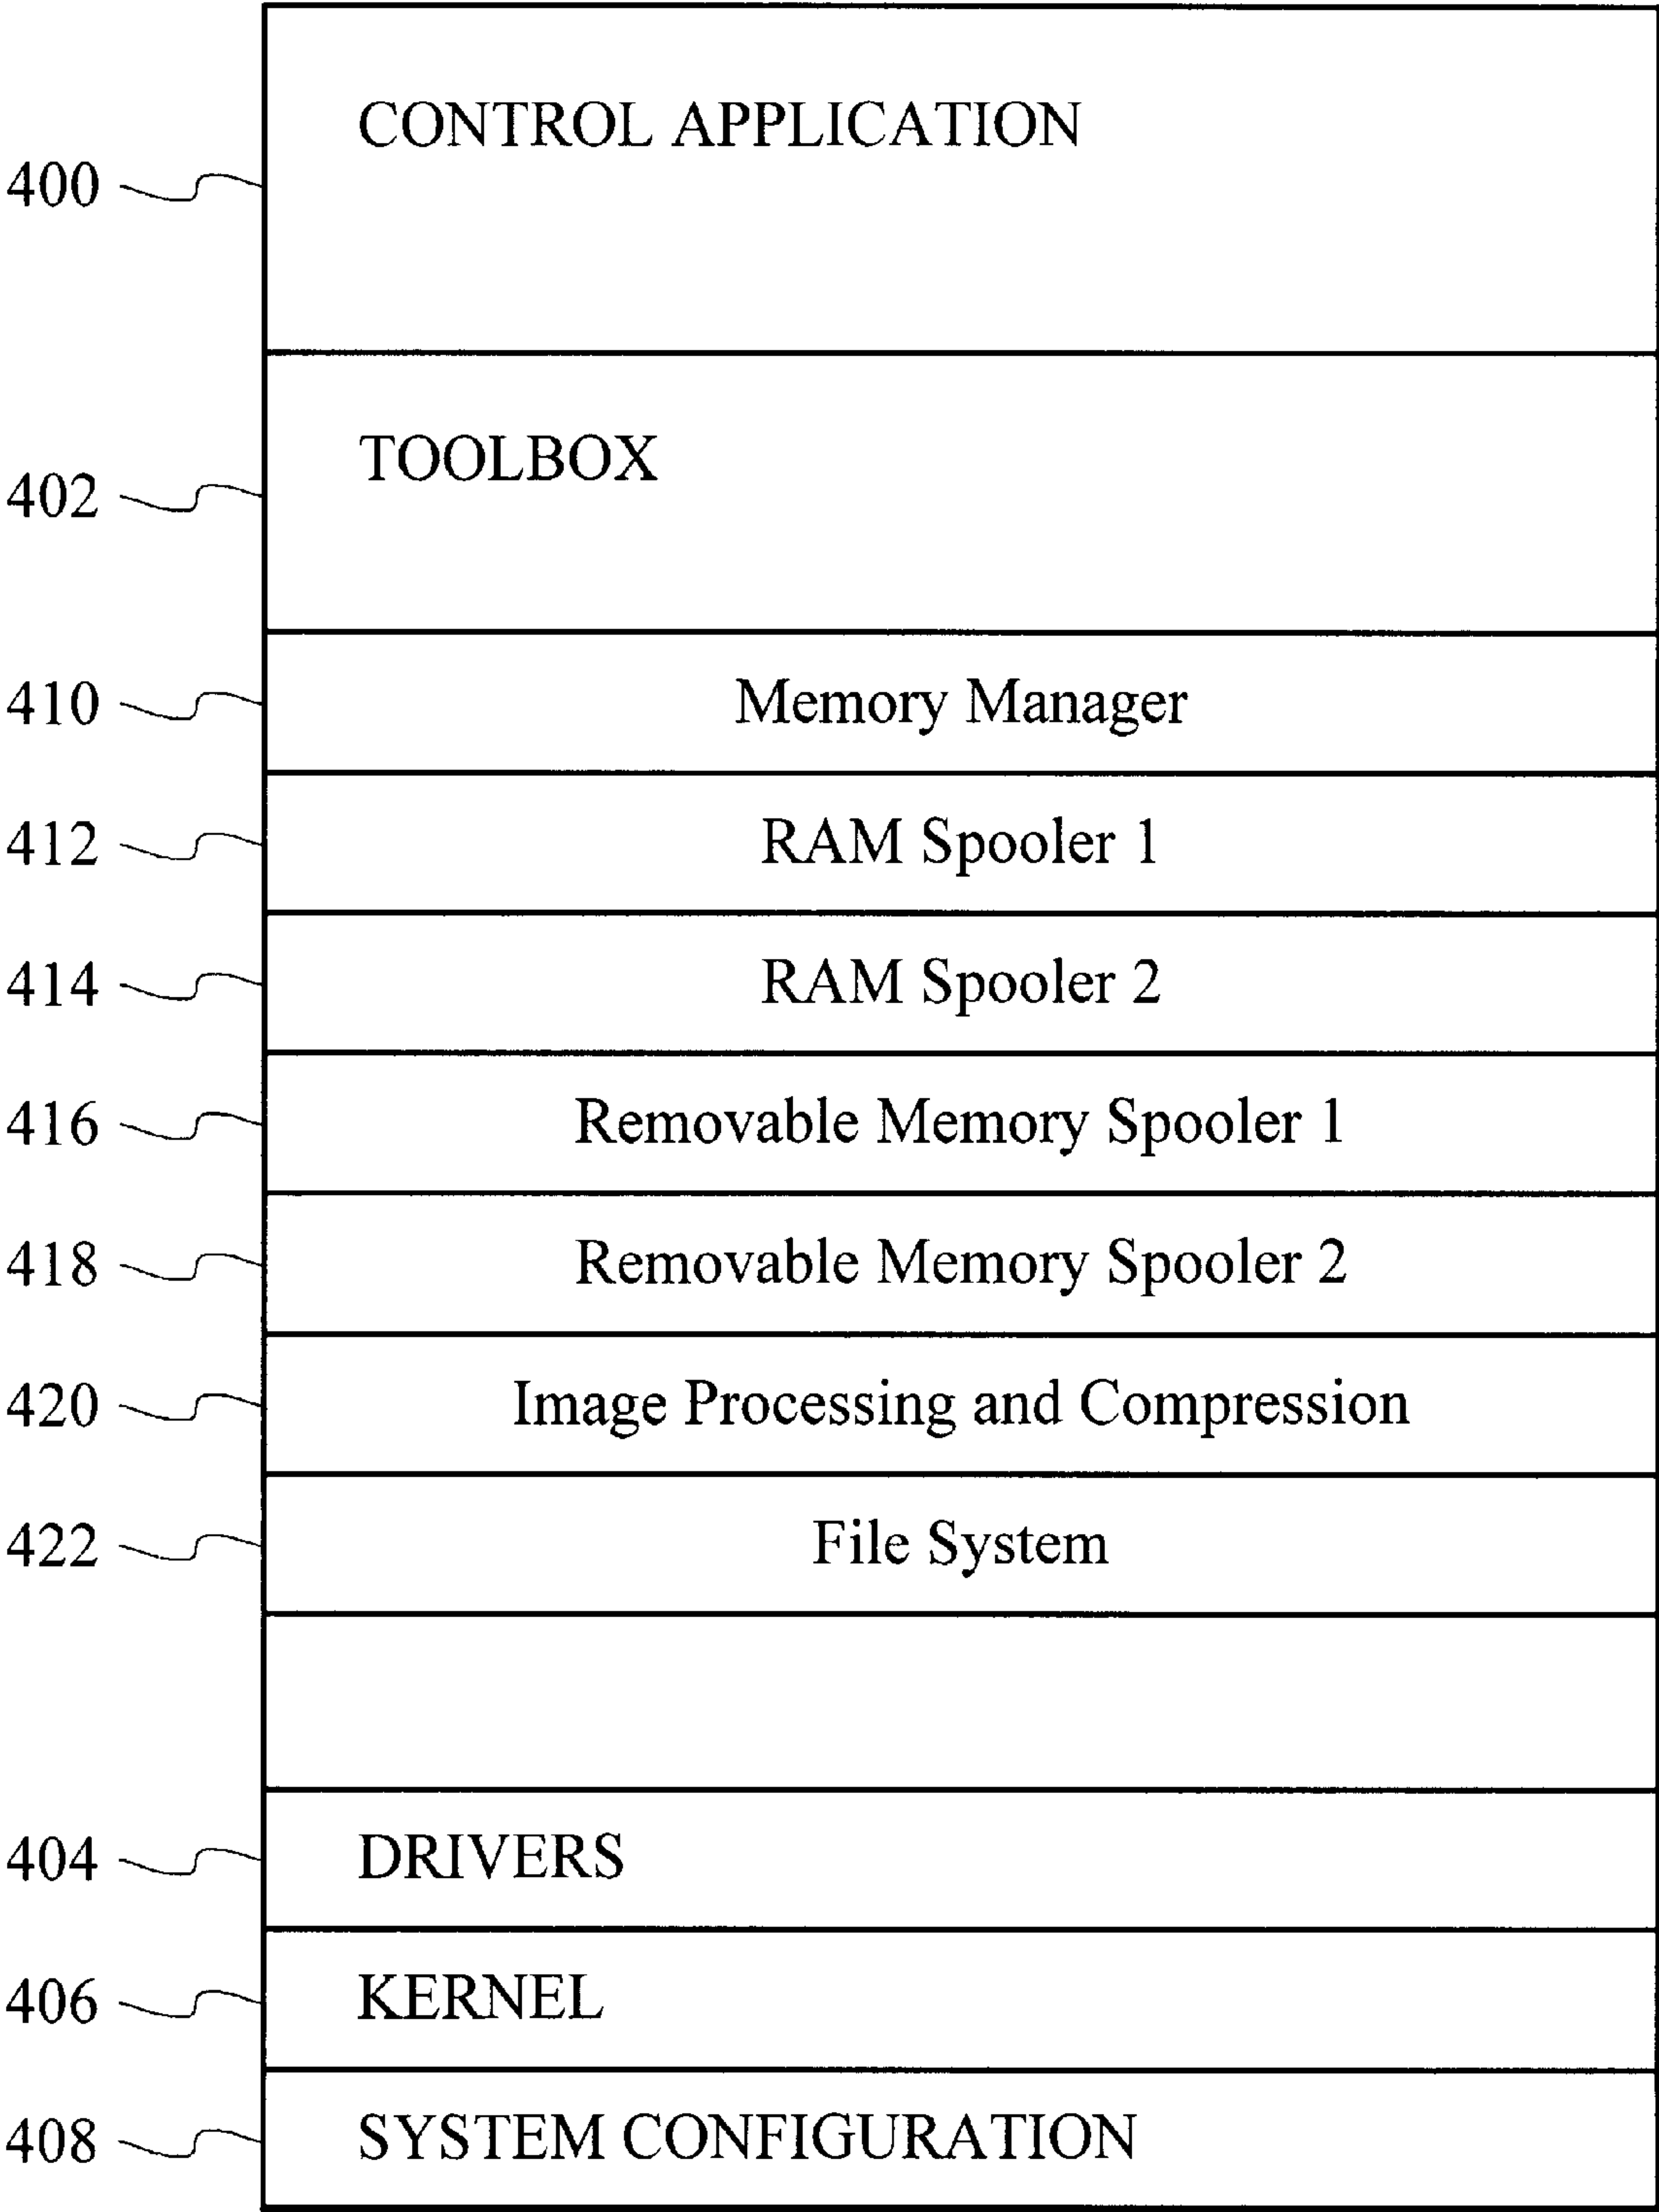 400 CONTROL APPLICATION
402 TOOLBOX
410 Memory Manager
412 RAM Spooler 1
414 RAM Spooler 2
416 Removable Memory Spooler 1
418 Removable Memory Spooler 2
420 Image Processing and Compression
422 File System
404 DRIVERS
406 KERNEL
408 SYSTEM CONFIGURATION